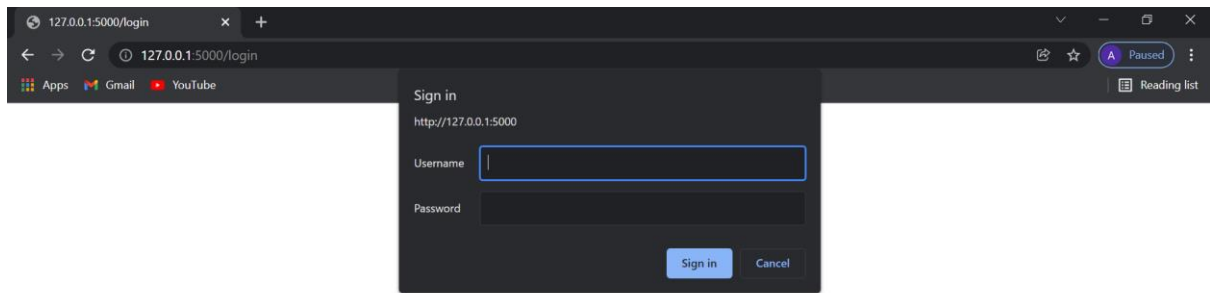 127.0.0.1:5000/login
127.0.0.1:5000/login
A Paused
Apps Gmail YouTube
Reading list
Sign in
http://127.0.0.1:5000
Username
Password
Sign in Cancel